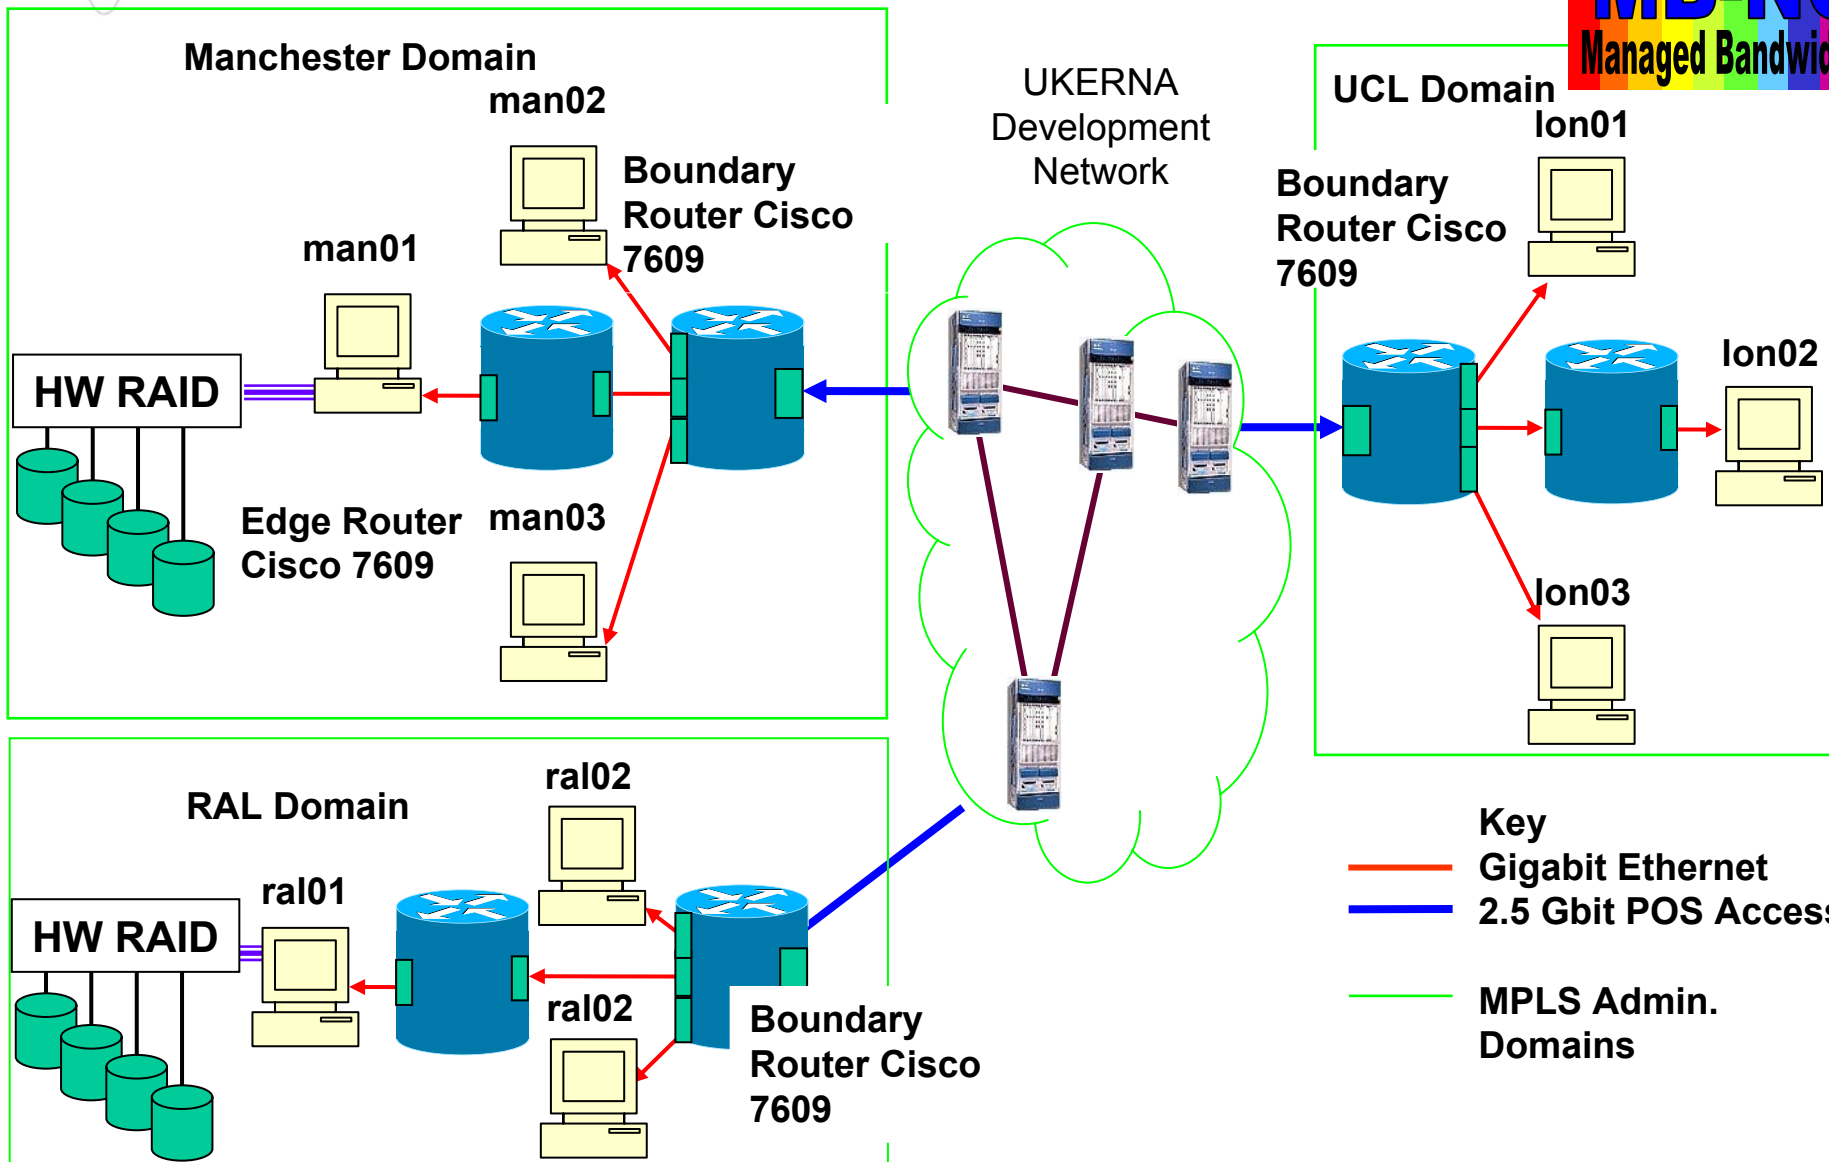 Managed
Manchester Domain
man02
Boundary
Router Cisco
7609
man01
HW RAID
Edge Router
Cisco 7609
man03
UKERNA
Development
Network
UCL Domain
lon01
Boundary
Router Cisco
7609
lon02
lon03
RAL Domain
ral02
ral01
HW RAID
ral02
Boundary
Router Cisco
7609
Key
Gigabit Ethernet
2.5 Gbit POS Access
MPLS Admin.
Domains